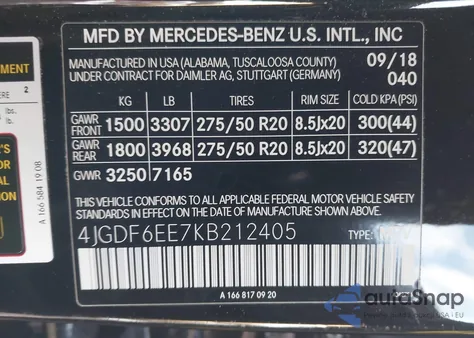 MFD BY MERCEDES-BENZ U.S. INTL., INC
MANUFACTURED IN USA (ALABAMA, TUSCALOOSA COUNTY) 09/18
UNDER CONTRACT FOR DAIMLER AG, STUTTGART (GERMANY) 040
KG LB TIRES RIM SIZE COLD KPA (PSI)
GAWR FRONT 1500 3307 275/50 R20 8.5Jx20 300(44)
GAWR REAR 1800 3968 275/50 R20 8.5Jx20 320(47)
GWR 3250 7165
THIS VEHICLE CONFORMS TO ALL APPLICABLE FEDERAL MOTOR VEHICLE
SAFETY STANDARDS IN EFFECT ON THE DATE OF MANUFACTURE SHOWN ABOVE.
4JGDF6EE7KB212405 TYPE:
A 166 817 09 20
A 166 584 19 08
2
lbs.
autoSnap